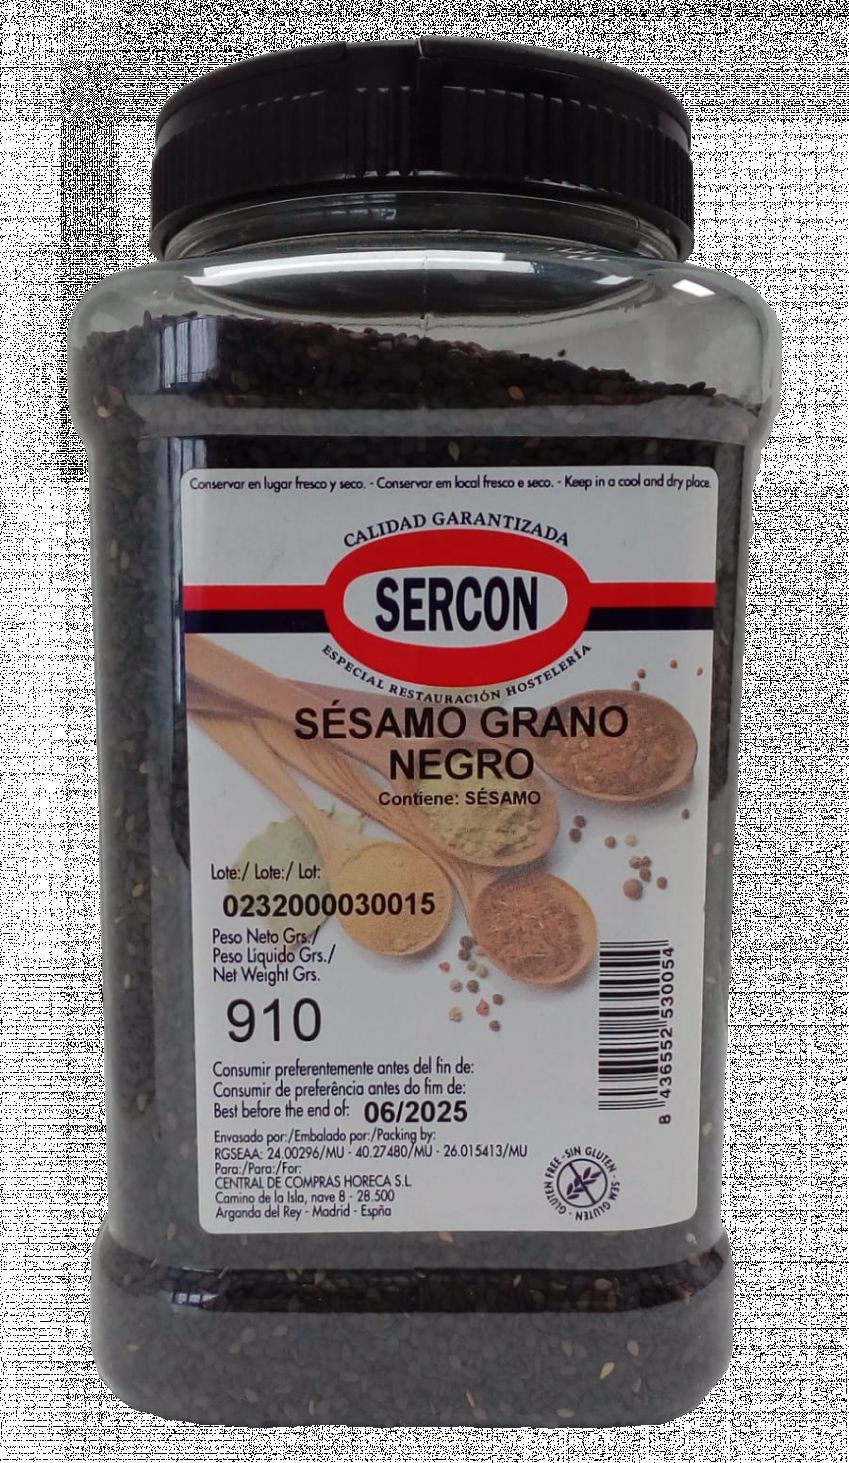 Conservar en lugar fresco y seco. - Conservar em local fresco e seco. - Keep in a cool and dry place.
CALIDAD GARANTIZADA
SERCON
ESPECIAL RESTAURACIÓN HOSTELERÍA
SÉSAMO GRANO
NEGRO
Contiene: SÉSAMO
Lote:/ Lote:/ Lot:
0232000030015
Peso Neto Grs./
Peso Líquido Grs./
Net Weight Grs.
910
Consumir preferentemente antes del fin de:
Consumir de preferência antes do fim de:
Best before the end of: 06/2025
Envasado por:/Embalado por:/Packing by:
RGSEAA: 24.00296/MU - 40.27480/MU - 26.015413/MU
Para:/Para:/For:
CENTRAL DE COMPRAS HORECA S.L
Camino de la Isla, nave 8 - 28.500
Arganda del Rey - Madrid - Espña
8 436552 530054
GLUTEN FREE - SIN GLUTEN - SEM GLUTEN -